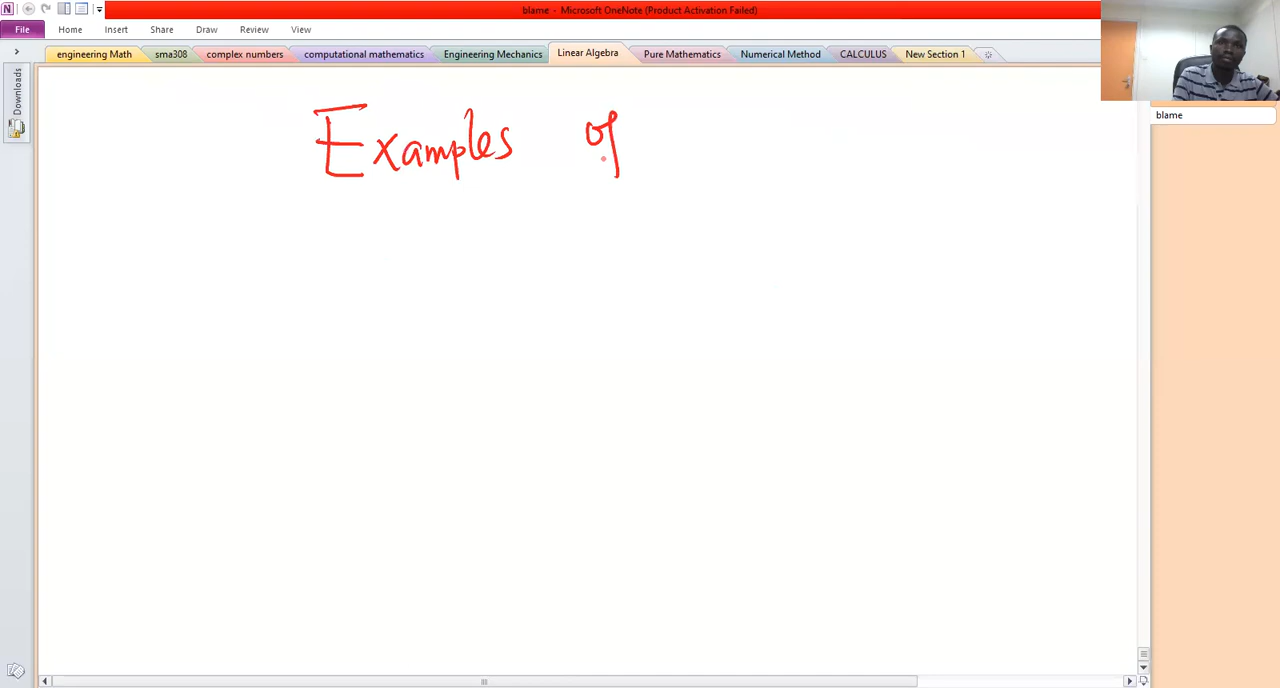 blame - Microsoft OneNote (Product Activation Failed)
File Home Insert Share Draw Review View
engineering Math sma308 complex numbers computational mathematics Engineering Mechanics Linear Algebra Pure Mathematics Numerical Method CALCULUS New Section 1
Downloads
blame
Examples of